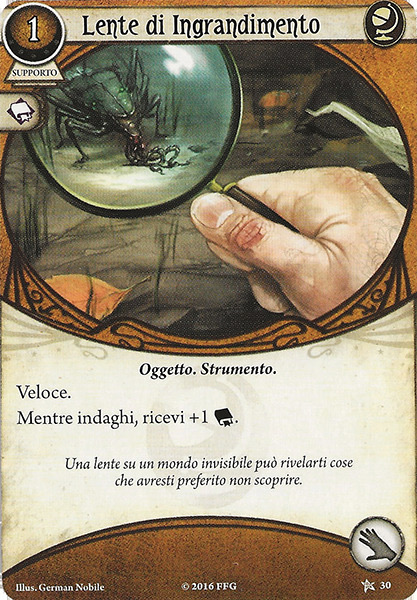 1
Lente di Ingrandimento
SUPPORTO
Oggetto. Strumento.
Veloce.
Mentre indaghi, ricevi +1 .
Una lente su un mondo invisibile può rivelarti cose
che avresti preferito non scoprire.
Illus. German Nobile
© 2016 FFG
30